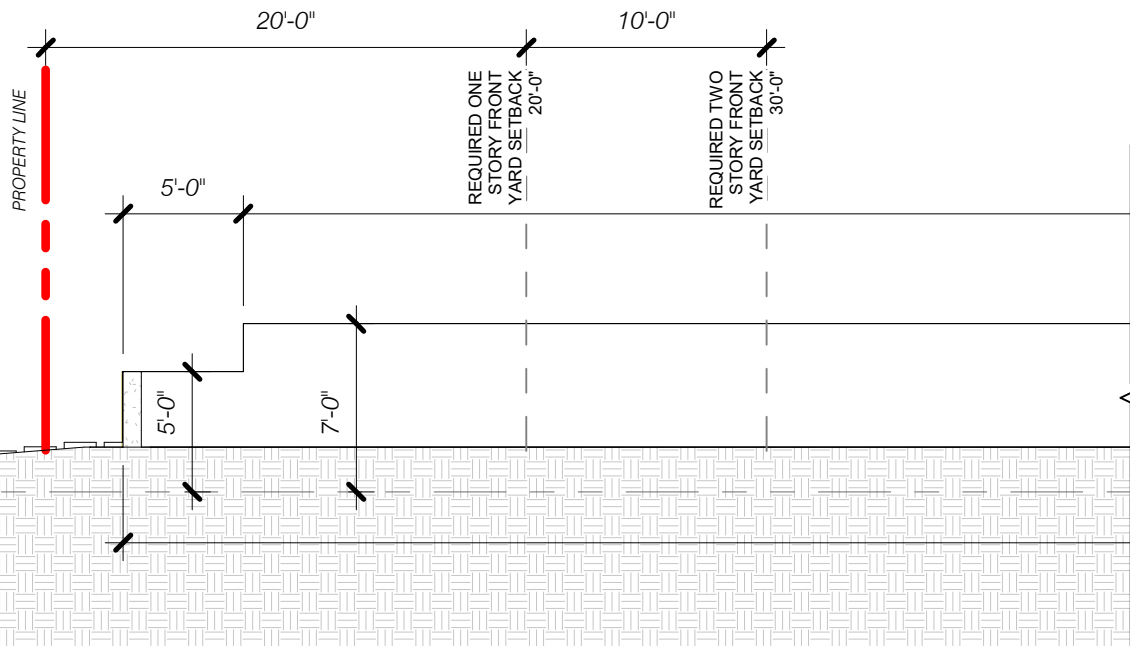 20'-0"
10'-0"
PROPERTY LINE
REQUIRED ONE
STORY FRONT
YARD SETBACK
20'-0"
REQUIRED TWO
STORY FRONT
YARD SETBACK
30'-0"
5'-0"
5'-0"
7'-0"